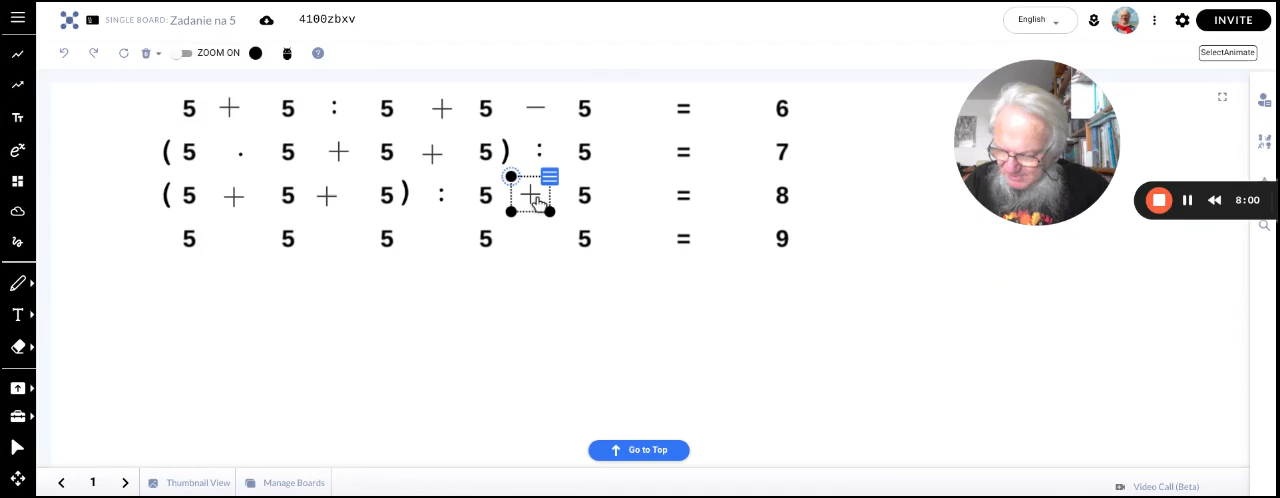 SINGLE BOARD: Zadanie na 5 4100zbxv English INVITE
ZOOM ON ? SelectAnimate
5 + 5 : 5 + 5 − 5 = 6
( 5 . 5 + 5 + 5 ) : 5 = 7
( 5 + 5 + 5 ) : 5 + 5 = 8
8:00
5 5 5 5 5 = 9
Tт
eˣ
T
Go to Top
1 Thumbnail View Manage Boards Video Call (Beta)